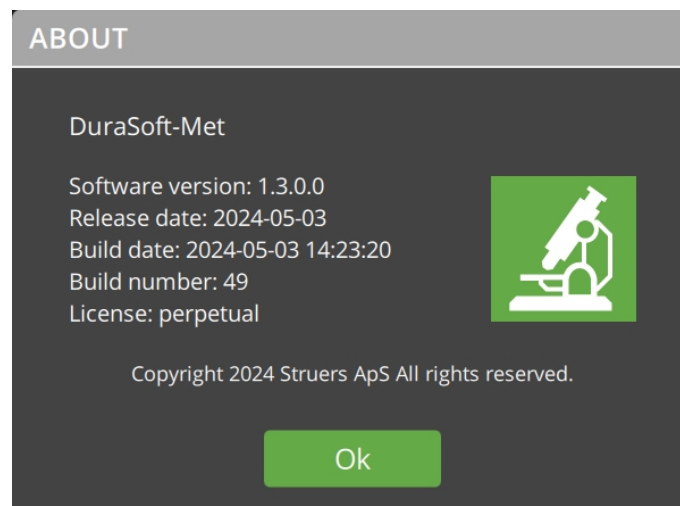 ABOUT
DuraSoft-Met
Software version: 1.3.0.0
Release date: 2024-05-03
Build date: 2024-05-03 14:23:20
Build number: 49
License: perpetual
Copyright 2024 Struers ApS All rights reserved.
Ok